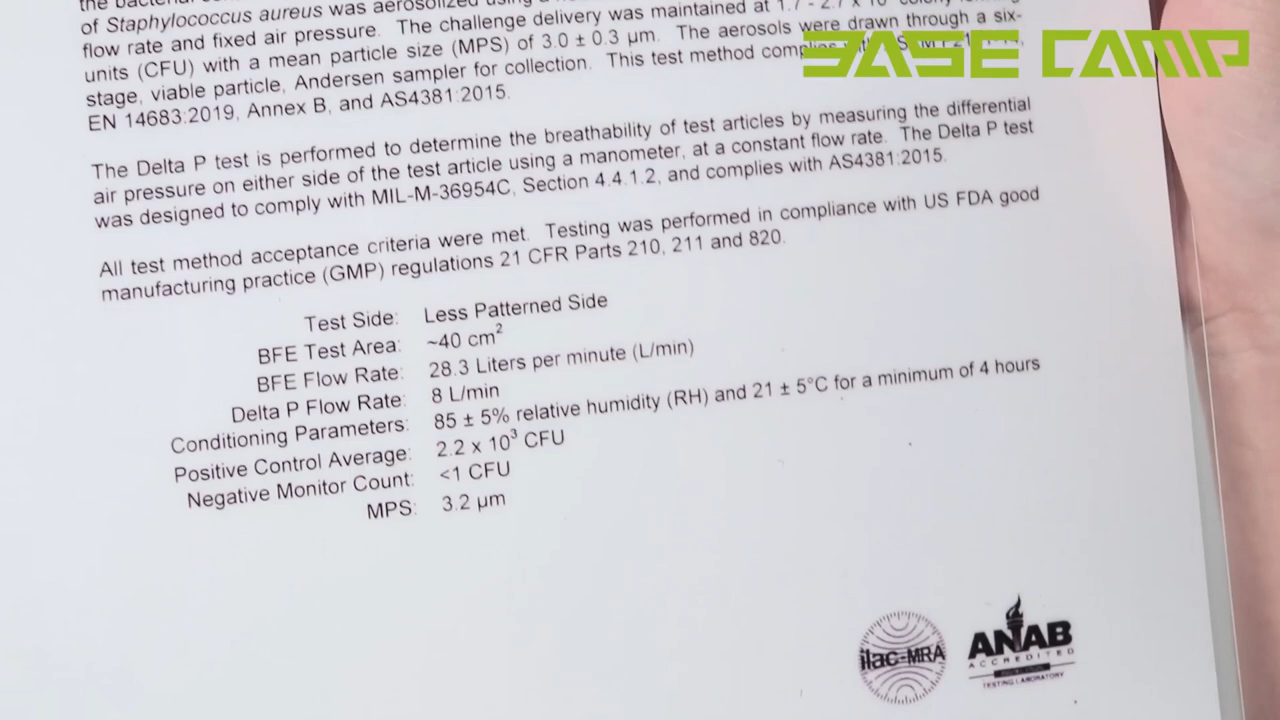 of Staphylococcus aureus was aerosolized using a
flow rate and fixed air pressure. The challenge delivery was maintained at 1.7 - 2.7 x 10
units (CFU) with a mean particle size (MPS) of 3.0 ± 0.3 µm. The aerosols were drawn through a six-
stage, viable particle, Andersen sampler for collection. This test method complies
EN 14683:2019, Annex B, and AS4381:2015.
The Delta P test is performed to determine the breathability of test articles by measuring the differential
air pressure on either side of the test article using a manometer, at a constant flow rate. The Delta P test
was designed to comply with MIL-M-36954C, Section 4.4.1.2, and complies with AS4381:2015.
All test method acceptance criteria were met. Testing was performed in compliance with US FDA good
manufacturing practice (GMP) regulations 21 CFR Parts 210, 211 and 820.
Test Side: Less Patterned Side
BFE Test Area: ~40 cm²
BFE Flow Rate: 28.3 Liters per minute (L/min)
Delta P Flow Rate: 8 L/min
Conditioning Parameters: 85 ± 5% relative humidity (RH) and 21 ± 5°C for a minimum of 4 hours
Positive Control Average: 2.2 x 10³ CFU
Negative Monitor Count: <1 CFU
MPS: 3.2 µm
BASE CAMP
ilac-MRA
ANAB
ACCREDITED
TESTING LABORATORY